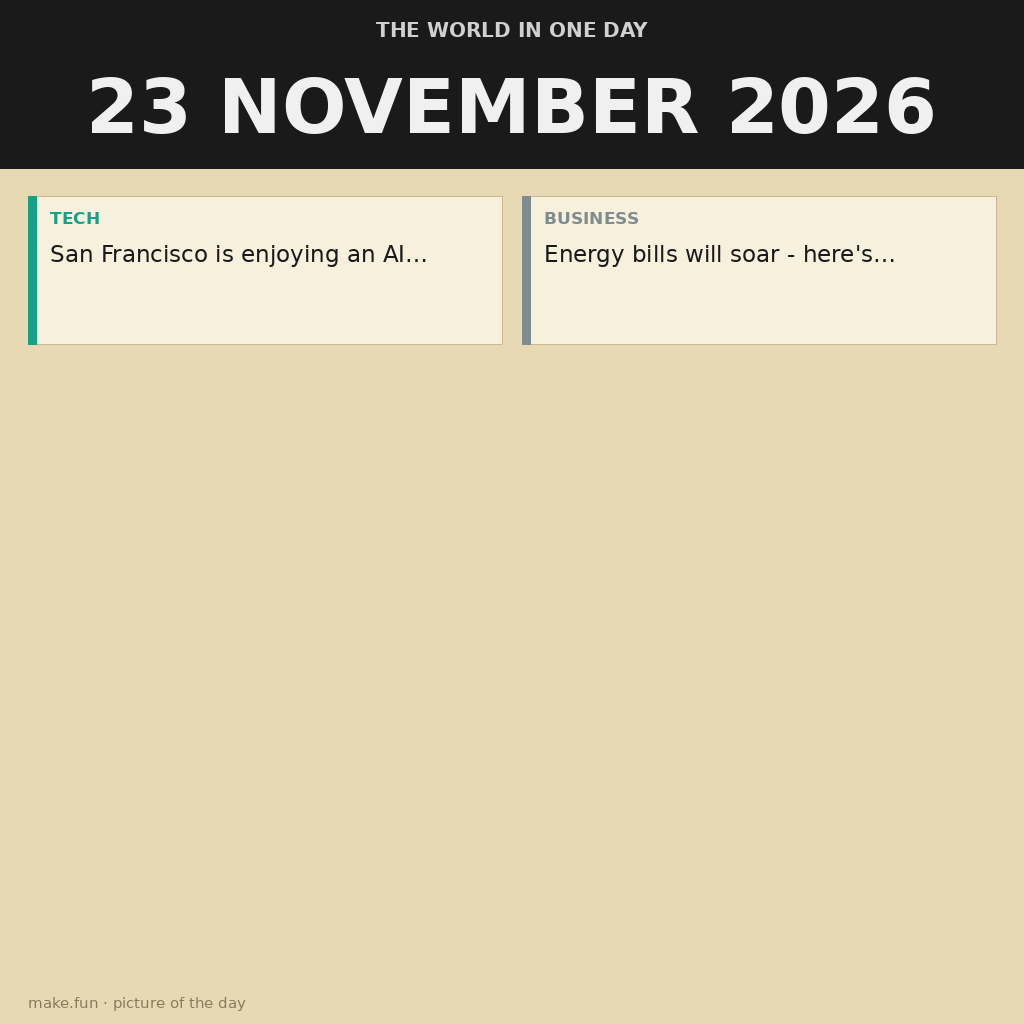 THE WORLD IN ONE DAY
23 NOVEMBER 2026
TECH
San Francisco is enjoying an AI…
BUSINESS
Energy bills will soar - here's…
make.fun · picture of the day